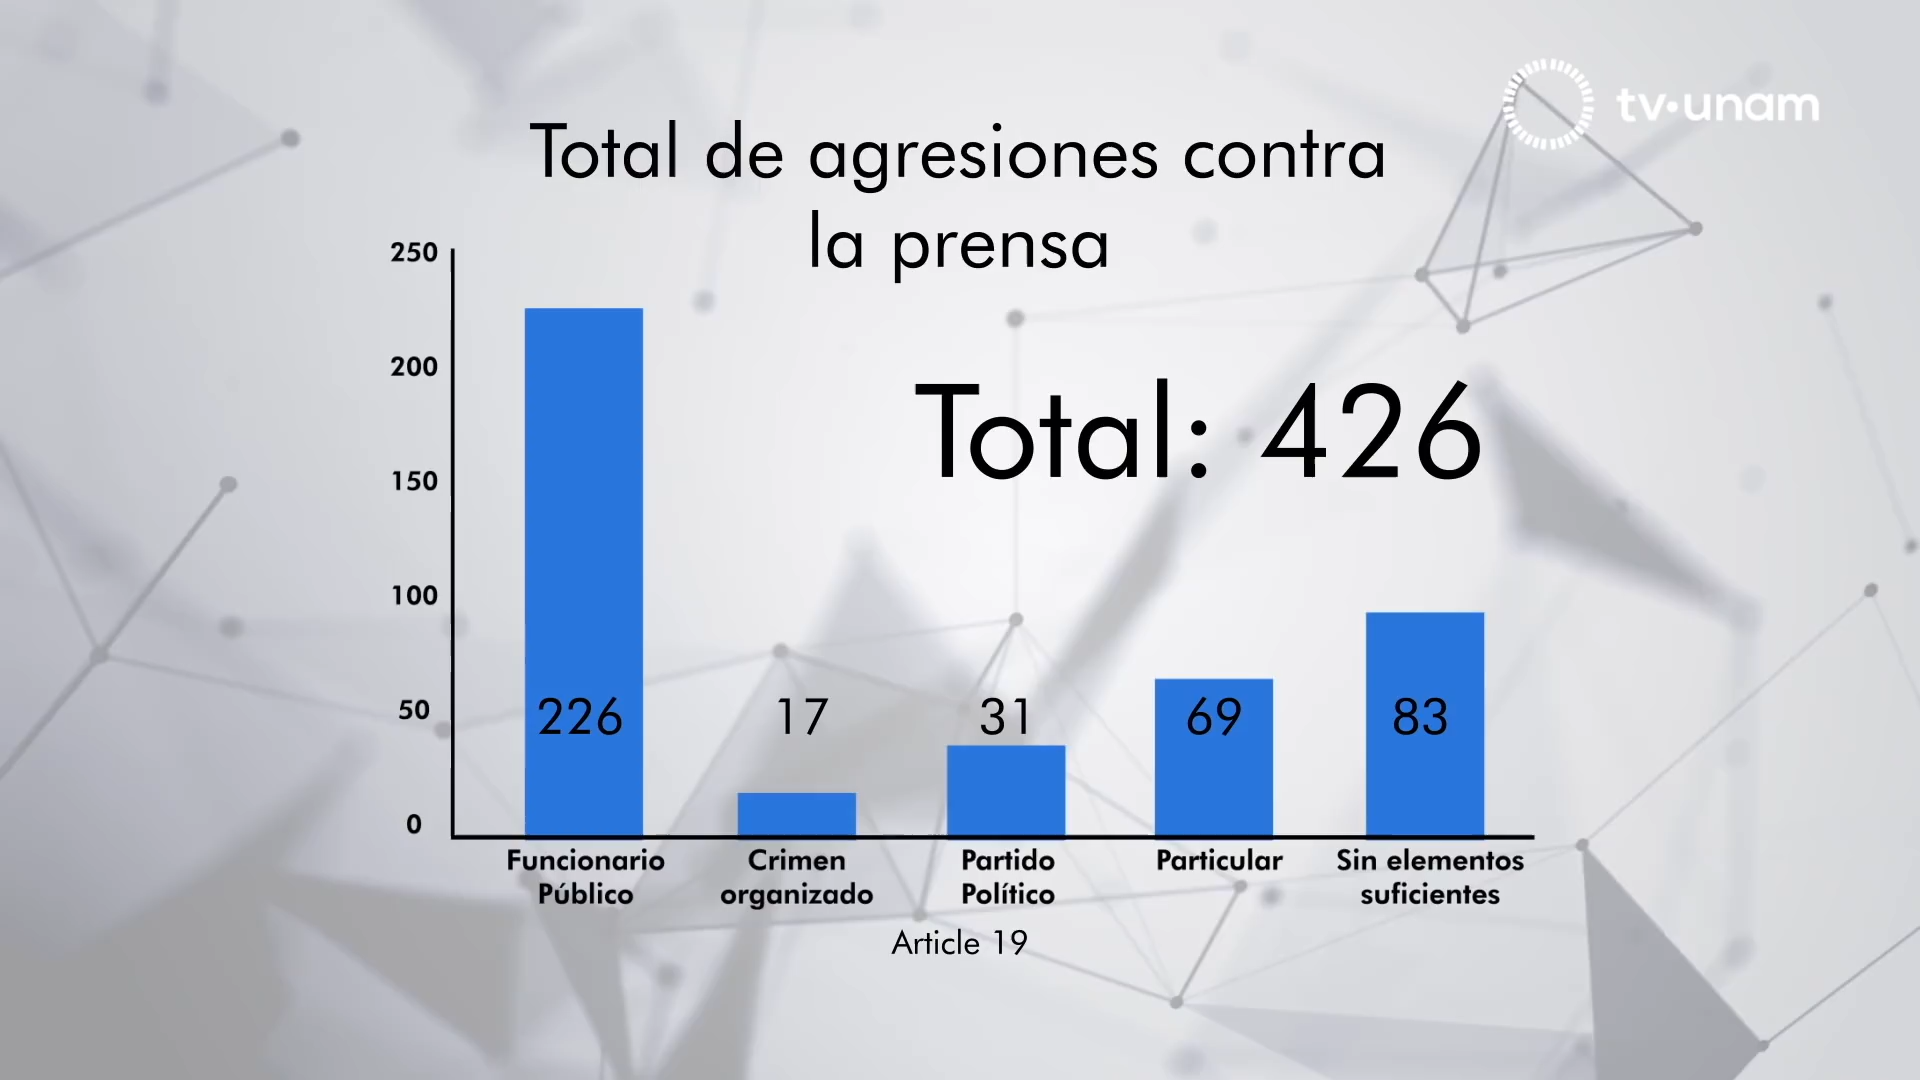 tv·unam
Total de agresiones contra
la prensa
250
200
150
100
50
0
Total: 426
226
17
31
69
83
Funcionario
Público
Crimen
organizado
Partido
Político
Particular
Sin elementos
suficientes
Article 19